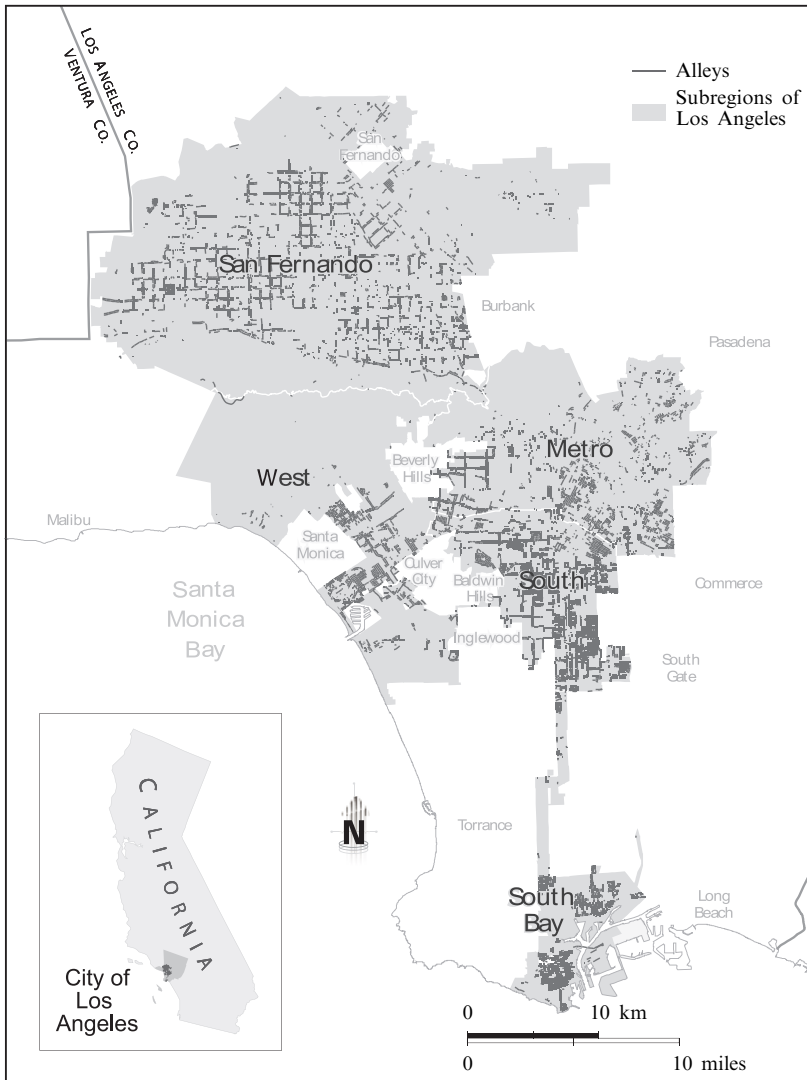 LOS ANGELES CO.
VENTURA CO.
Alleys
Subregions of
Los Angeles
San
Fernando
San Fernando
Burbank
Pasadena
Metro
Beverly
Hills
West
Malibu
Santa
Monica
Culver
City
Baldwin
Hills
South
Commerce
Santa
Monica
Bay
Inglewood
South
Gate
CALIFORNIA
City of
Los
Angeles
N
Torrance
South
Bay
Long
Beach
0 10 km
0 10 miles